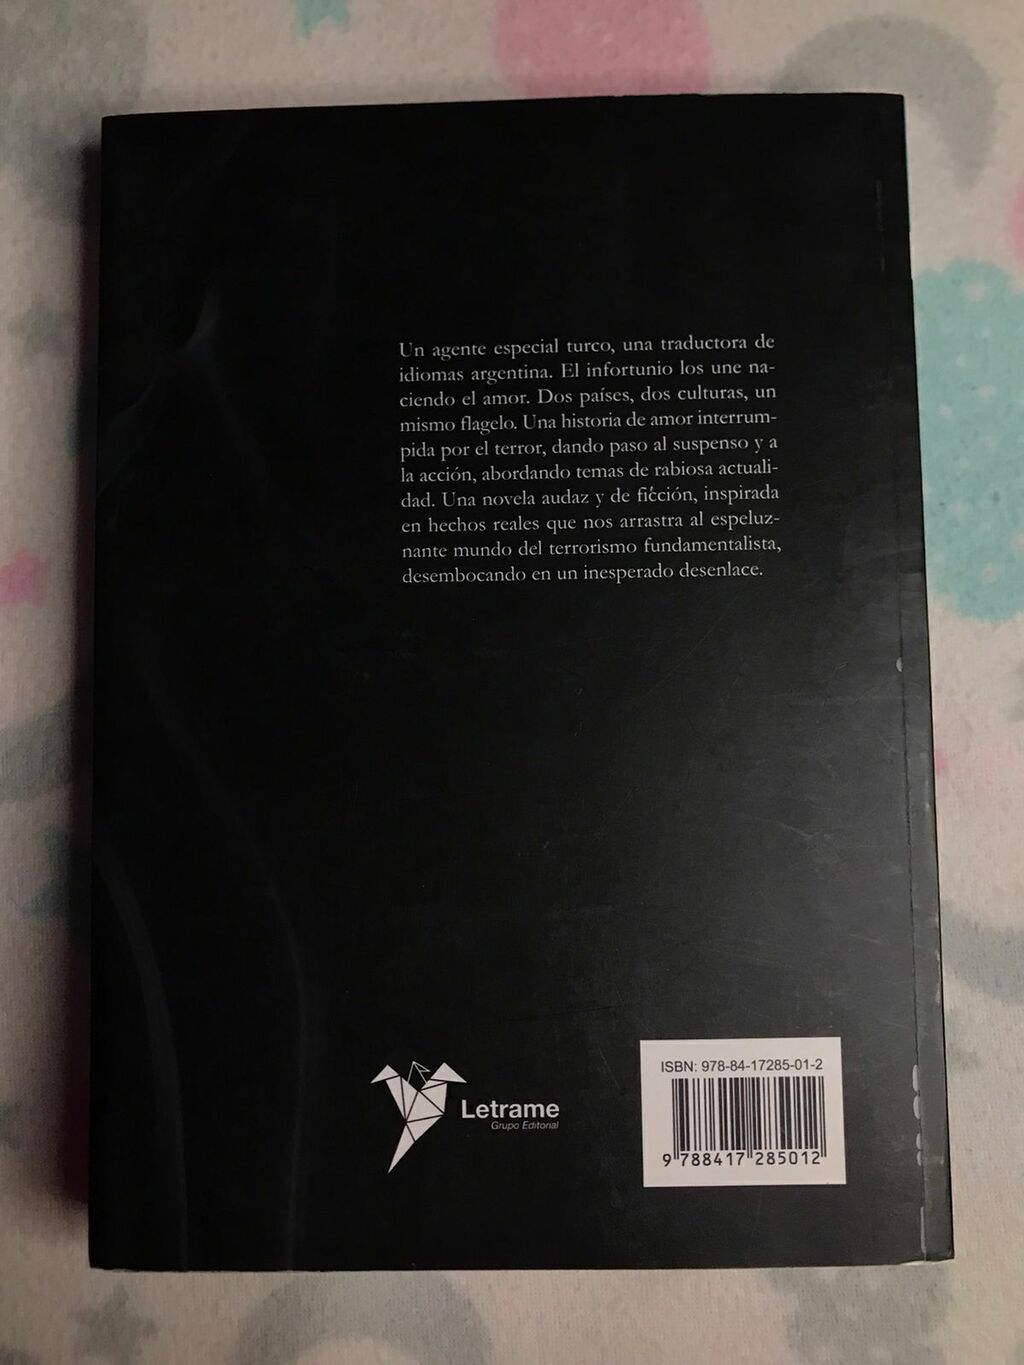 Un agente especial turco, una traductora de
idiomas argentina. El infortunio los une na-
ciendo el amor. Dos países, dos culturas, un
mismo flagelo. Una historia de amor interrum-
pida por el terror, dando paso al suspenso y a
la acción, abordando temas de rabiosa actuali-
dad. Una novela audaz y de ficción, inspirada
en hechos reales que nos arrastra al espeluz-
nante mundo del terrorismo fundamentalista,
desembocando en un inesperado desenlace.
Letrame
Grupo Editorial
ISBN: 978-84-17285-01-2
9 788417 285012